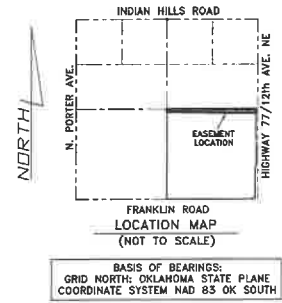 INDIAN HILLS ROAD
N. PORTER AVE.
HIGHWAY 77/12th AVE. NE
NORTH
EASEMENT
LOCATION
FRANKLIN ROAD
LOCATION MAP
(NOT TO SCALE)
BASIS OF BEARINGS:
GRID NORTH: OKLAHOMA STATE PLANE
COORDINATE SYSTEM NAD 83 OK SOUTH